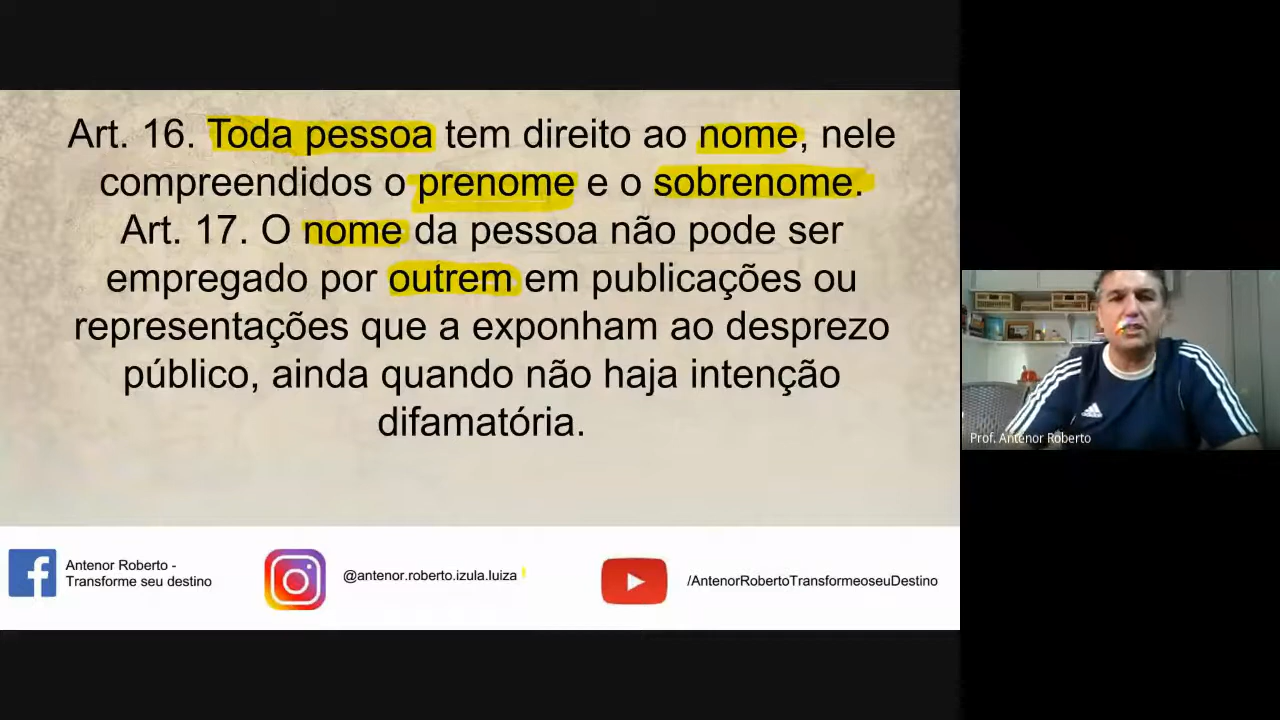 Art. 16. Toda pessoa tem direito ao nome, nele
compreendidos o prenome e o sobrenome.
Art. 17. O nome da pessoa não pode ser
empregado por outrem em publicações ou
representações que a exponham ao desprezo
público, ainda quando não haja intenção
difamatória.
Antenor Roberto -
Transforme seu destino
@antenor.roberto.izula.luiza
/AntenorRobertoTransformeoseuDestino
Prof. Antenor Roberto